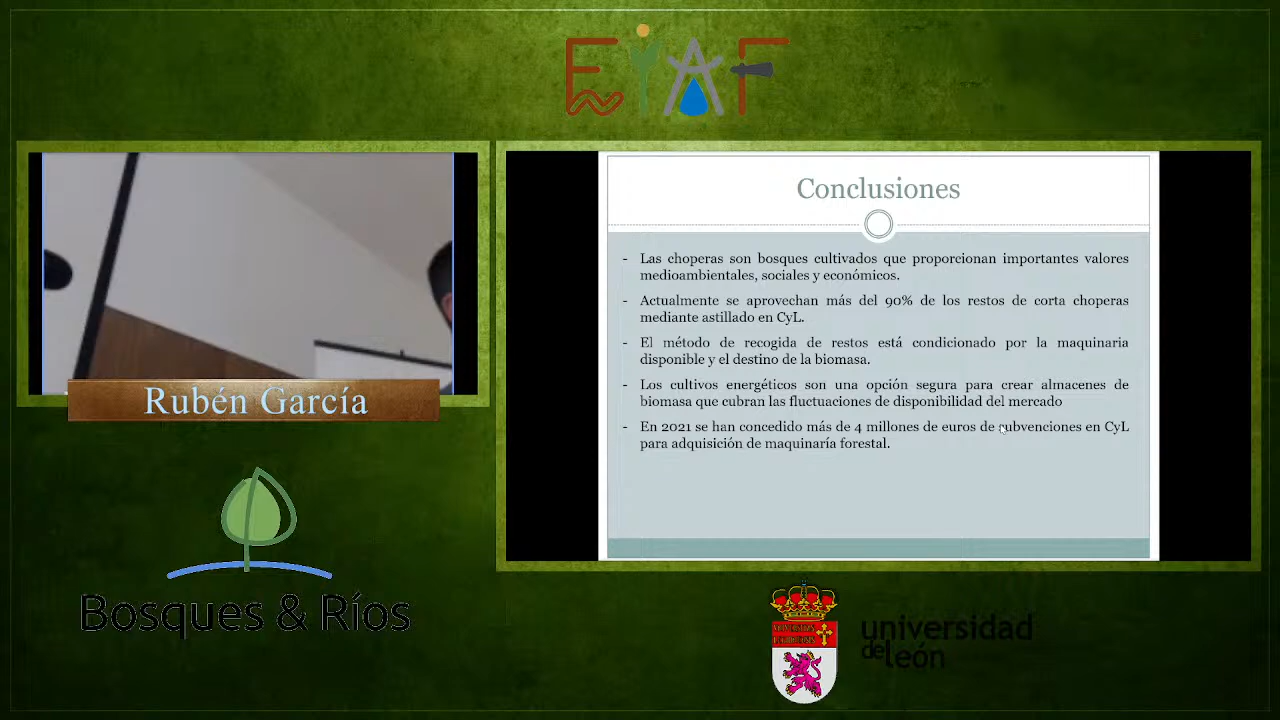 EIAF
Conclusiones
- Las choperas son bosques cultivados que proporcionan importantes valores
medioambientales, sociales y económicos.
- Actualmente se aprovechan más del 90% de los restos de corta choperas
mediante astillado en CyL.
- El método de recogida de restos está condicionado por la maquinaria
disponible y el destino de la biomasa.
- Los cultivos energéticos son una opción segura para crear almacenes de
biomasa que cubran las fluctuaciones de disponibilidad del mercado
- En 2021 se han concedido más de 4 millones de euros de subvenciones en CyL
para adquisición de maquinaría forestal.
Rubén García
Bosques & Ríos
universidad
de león